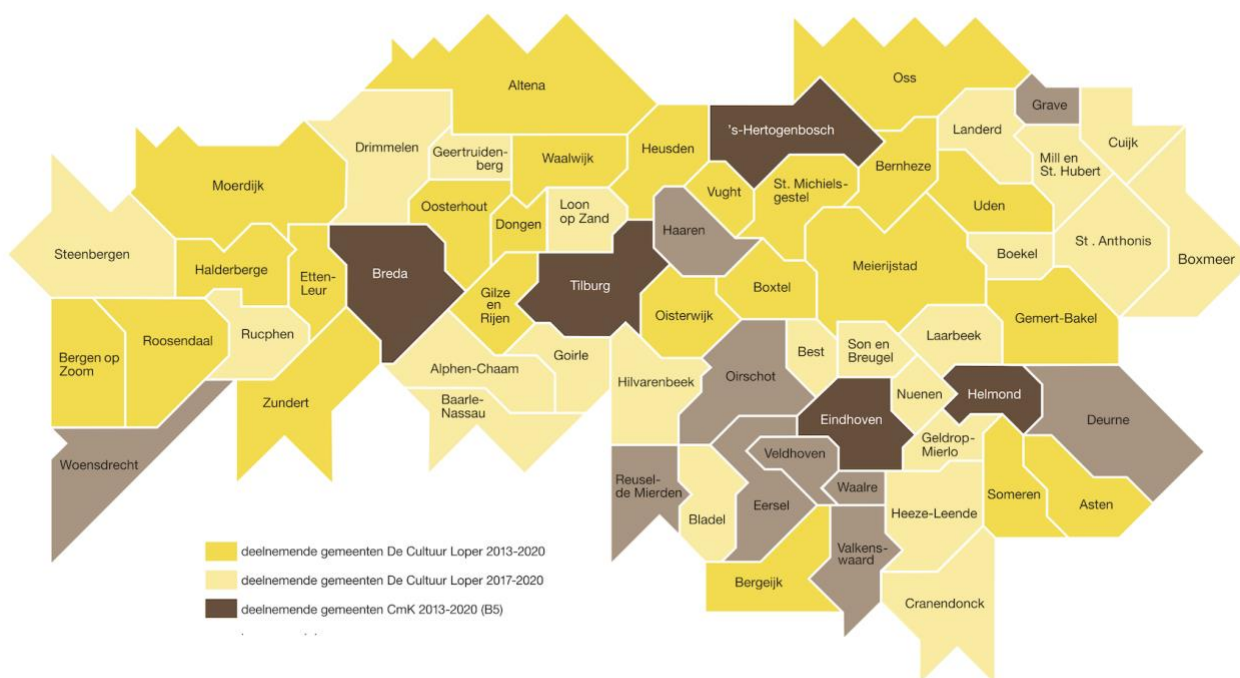 Altena
Oss
Grave
's-Hertogenbosch
Landerd
Cuijk
Drimmelen
Geertruiden-
berg
Waalwijk
Heusden
Bernheze
Mill en
St. Hubert
Moerdijk
Vught
St. Michiels-
gestel
Oosterhout
Dongen
Loon
op Zand
Uden
Haaren
Steenbergen
Halderberge
Etten-
Leur
Breda
Tilburg
Meierijstad
Boekel
St . Anthonis
Boxmeer
Gilze
en
Rijen
Boxtel
Oisterwijk
Gemert-Bakel
Bergen op
Zoom
Roosendaal
Rucphen
Goirle
Best
Son en
Breugel
Laarbeek
Alphen-Chaam
Hilvarenbeek
Oirschot
Zundert
Baarle-
Nassau
Nuenen
Helmond
Eindhoven
Deurne
Woensdrecht
Veldhoven
Geldrop-
Mierlo
Reusel-
de Mierden
Waalre
Someren
Asten
Eersel
Bladel
Heeze-Leende
Valkens-
waard
Bergeijk
Cranendonck
deelnemende gemeenten De Cultuur Loper 2013-2020
deelnemende gemeenten De Cultuur Loper 2017-2020
deelnemende gemeenten CmK 2013-2020 (B5)